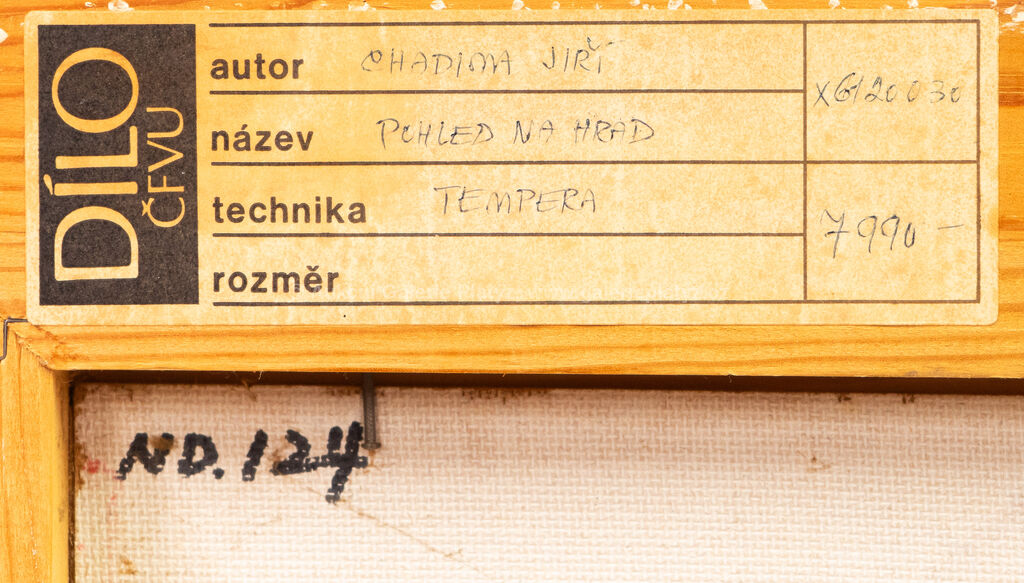 DÍLO
ČFVU
autor CHADIMA JIŘÍ
X6120030
název POHLED NA HRAD
technika TEMPERA
7990 –
rozměr
ND. 124